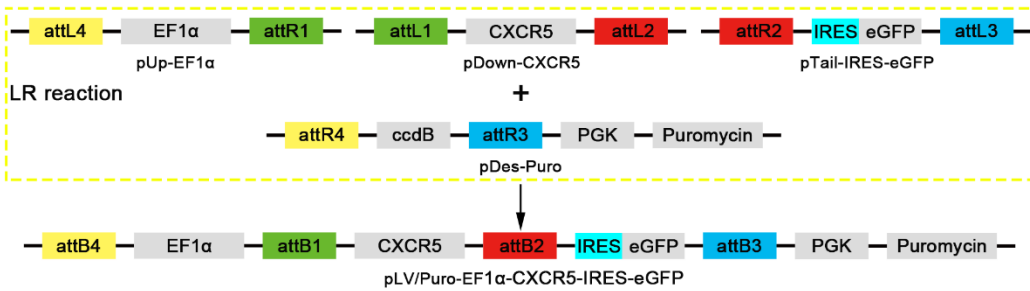 attL4 EF1α attR1 attL1 CXCR5 attL2 attR2 IRES eGFP attL3
pUp-EF1α pDown-CXCR5 pTail-IRES-eGFP
LR reaction +
attR4 ccdB attR3 PGK Puromycin
pDes-Puro
attB4 EF1α attB1 CXCR5 attB2 IRES eGFP attB3 PGK Puromycin
pLV/Puro-EF1α-CXCR5-IRES-eGFP